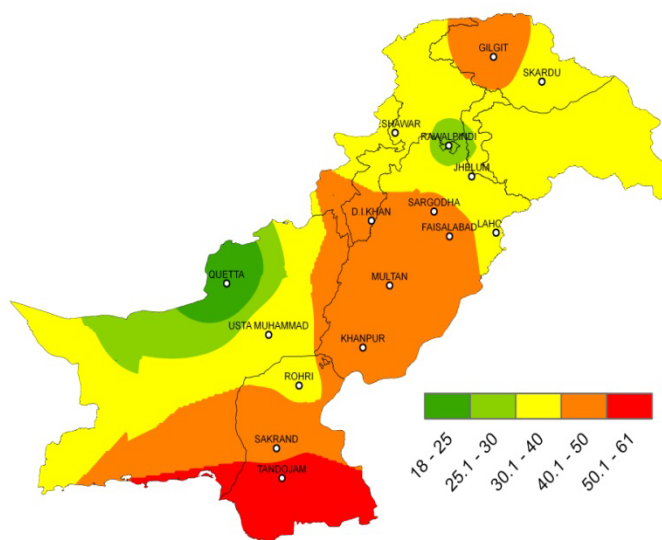 GILGIT
SKARDU
SHAWAR
RAWALPINDI
JHELUM
SARGODHA
D.I.KHAN
LAHO
FAISALABAD
QUETTA
MULTAN
USTA MUHAMMAD
KHANPUR
ROHRI
SAKRAND
TANDOJAM
18 - 25
25.1 - 30
30.1 - 40
40.1 - 50
50.1 - 61